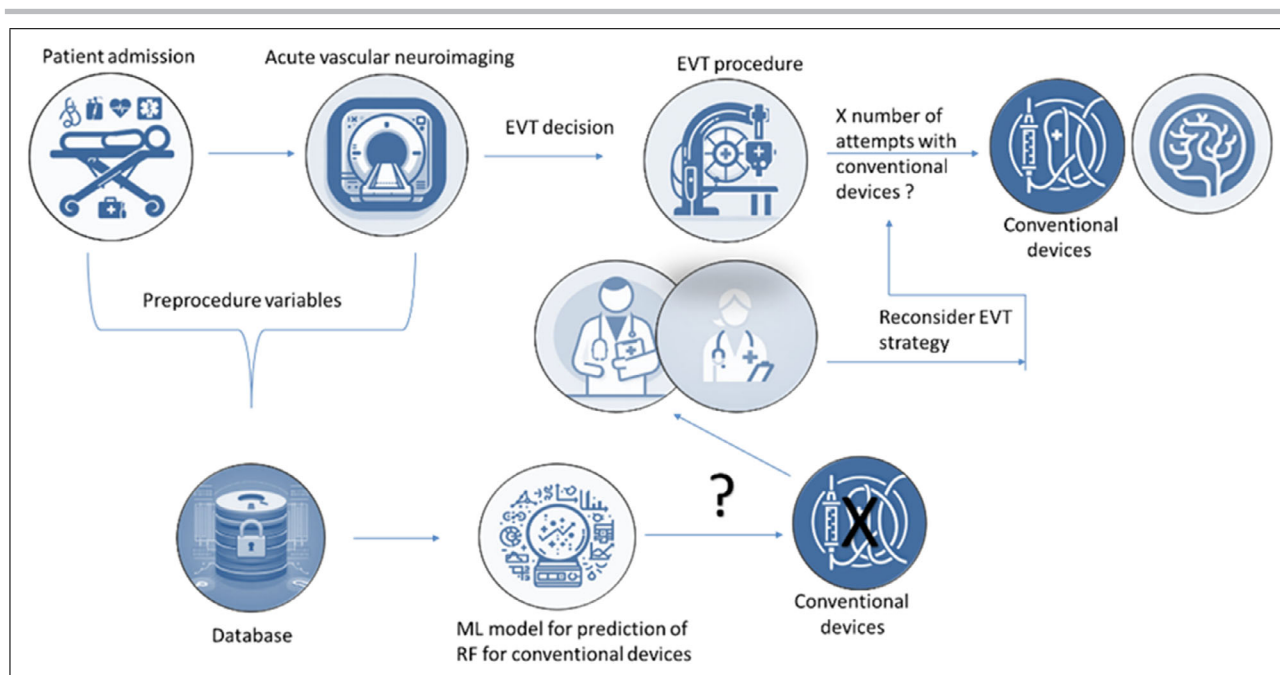 Patient admission
Acute vascular neuroimaging
EVT procedure
EVT decision
X number of
attempts with
conventional
devices ?
Conventional
devices
Preprocedure variables
Reconsider EVT
strategy
?
X
Conventional
devices
Database
ML model for prediction of
RF for conventional devices